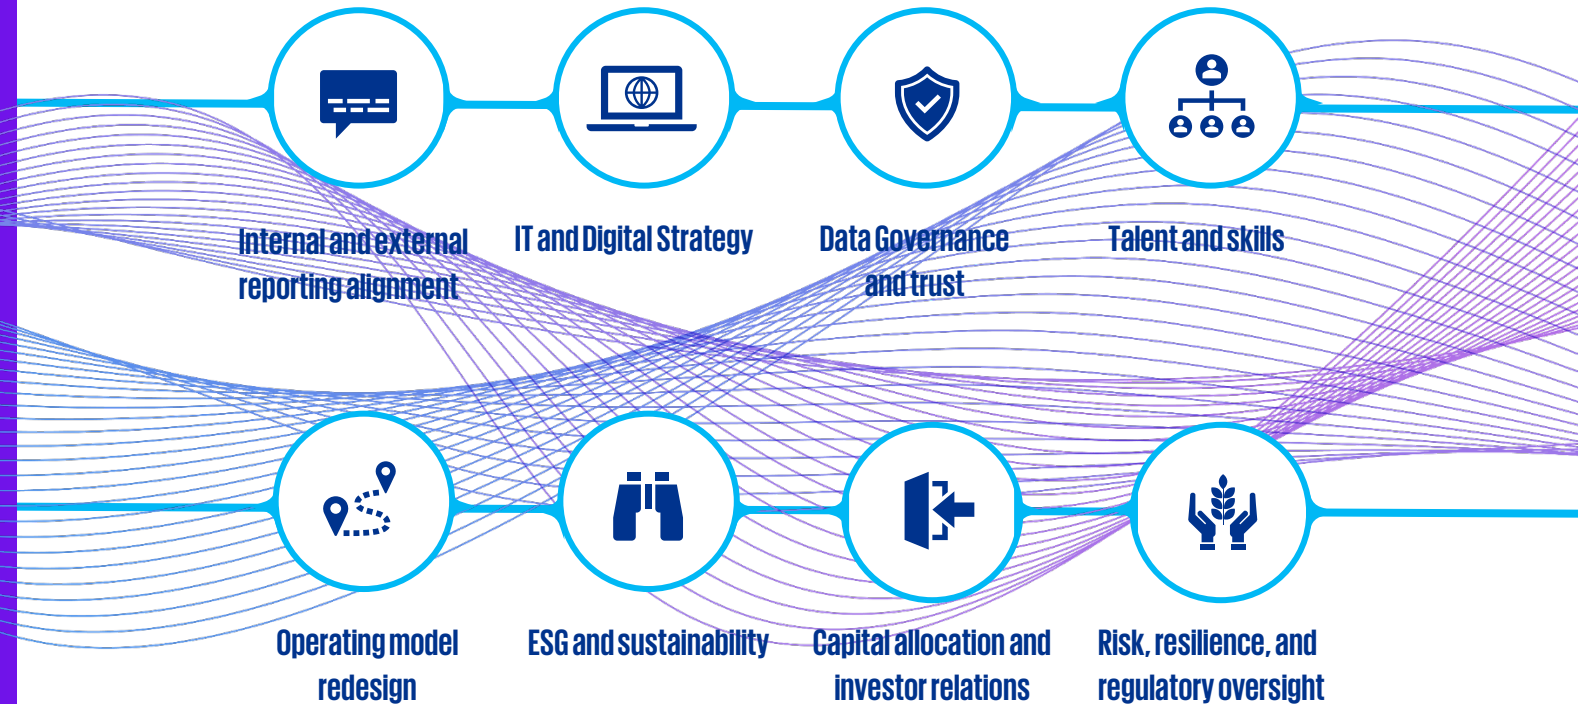 Internal and external
reporting alignment
IT and Digital Strategy
Data Governance
and trust
Talent and skills
Operating model
redesign
ESG and sustainability
Capital allocation and
investor relations
Risk, resilience, and
regulatory oversight